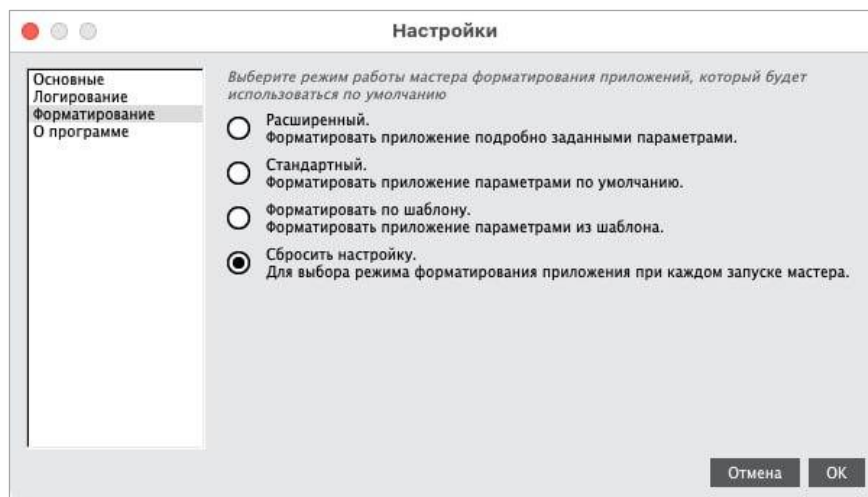 Настройки
Основные
Логирование
Форматирование
О программе
Выберите режим работы мастера форматирования приложений, который будет
использоваться по умолчанию
Расширенный.
Форматировать приложение подробно заданными параметрами.
Стандартный.
Форматировать приложение параметрами по умолчанию.
Форматировать по шаблону.
Форматировать приложение параметрами из шаблона.
Сбросить настройку.
Для выбора режима форматирования приложения при каждом запуске мастера.
Отмена
OK